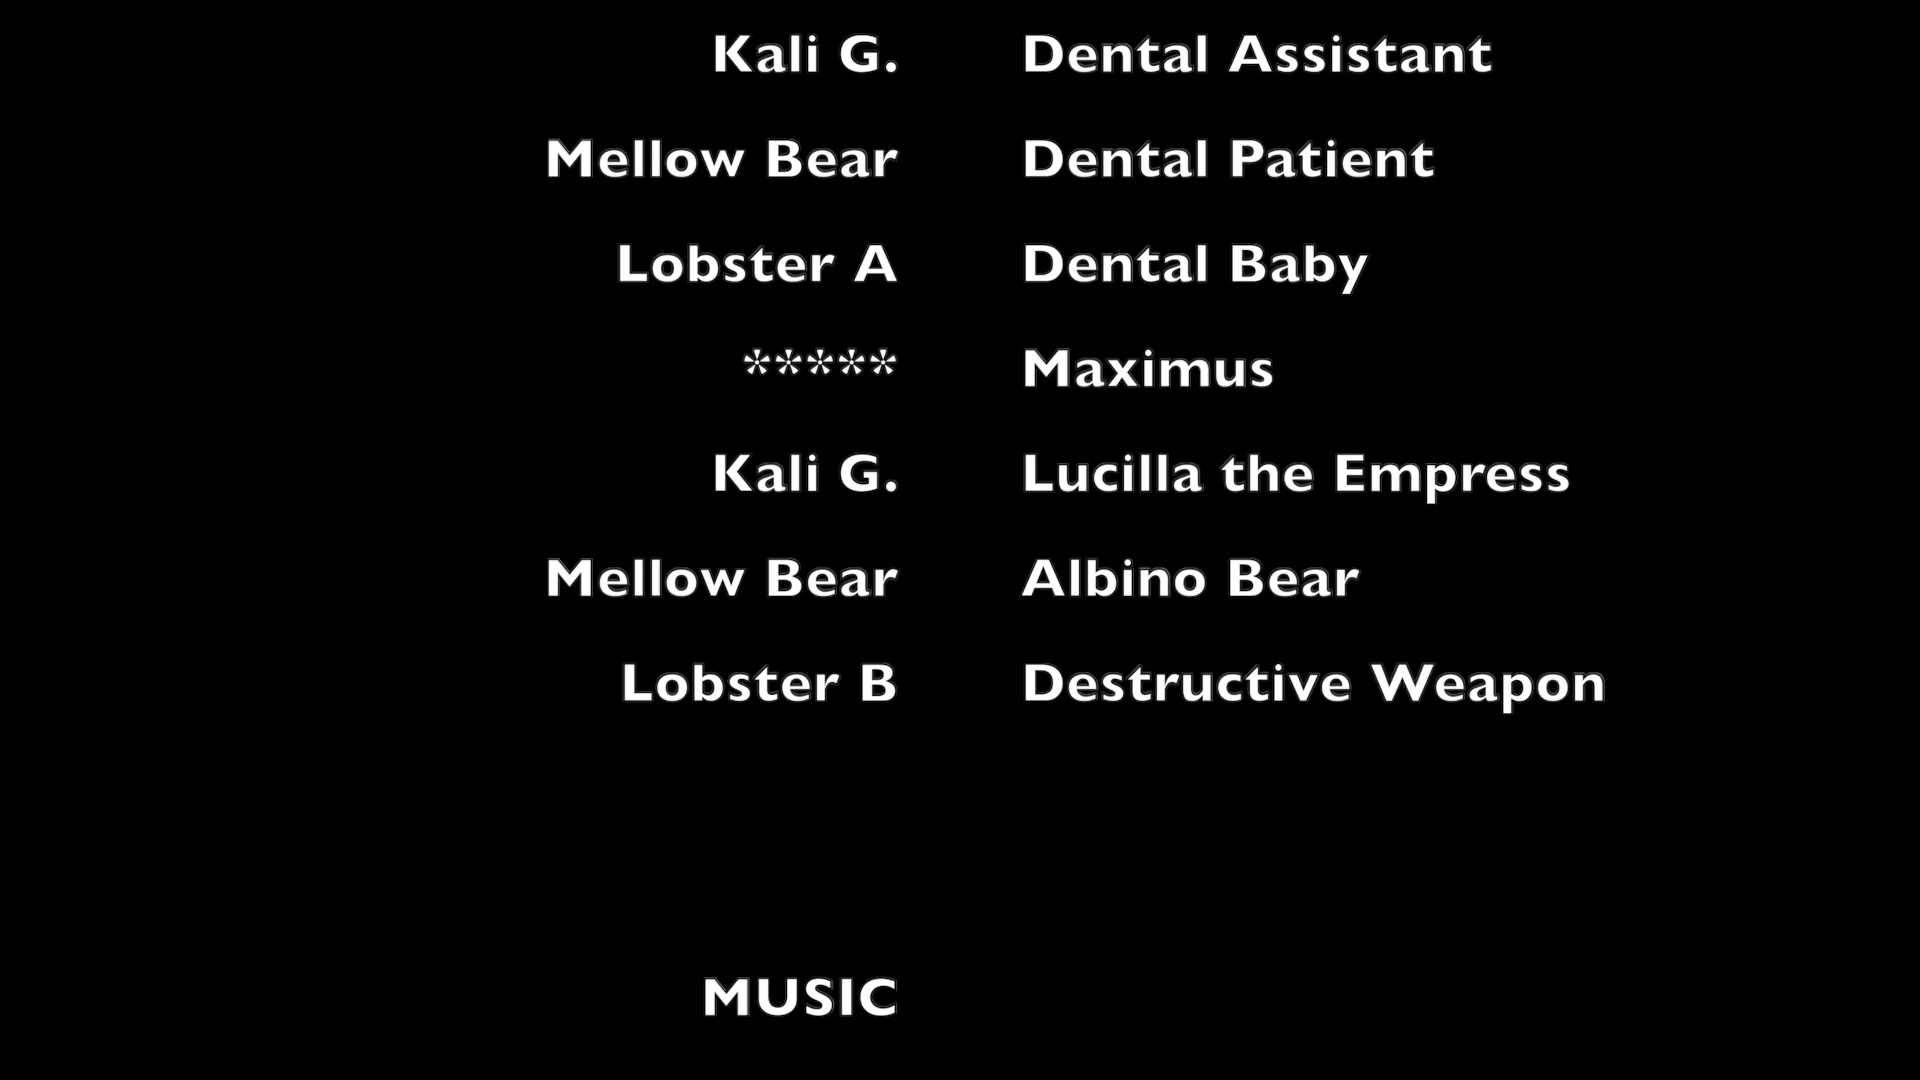 Kali G. Dental Assistant
Mellow Bear Dental Patient
Lobster A Dental Baby
***** Maximus
Kali G. Lucilla the Empress
Mellow Bear Albino Bear
Lobster B Destructive Weapon
MUSIC